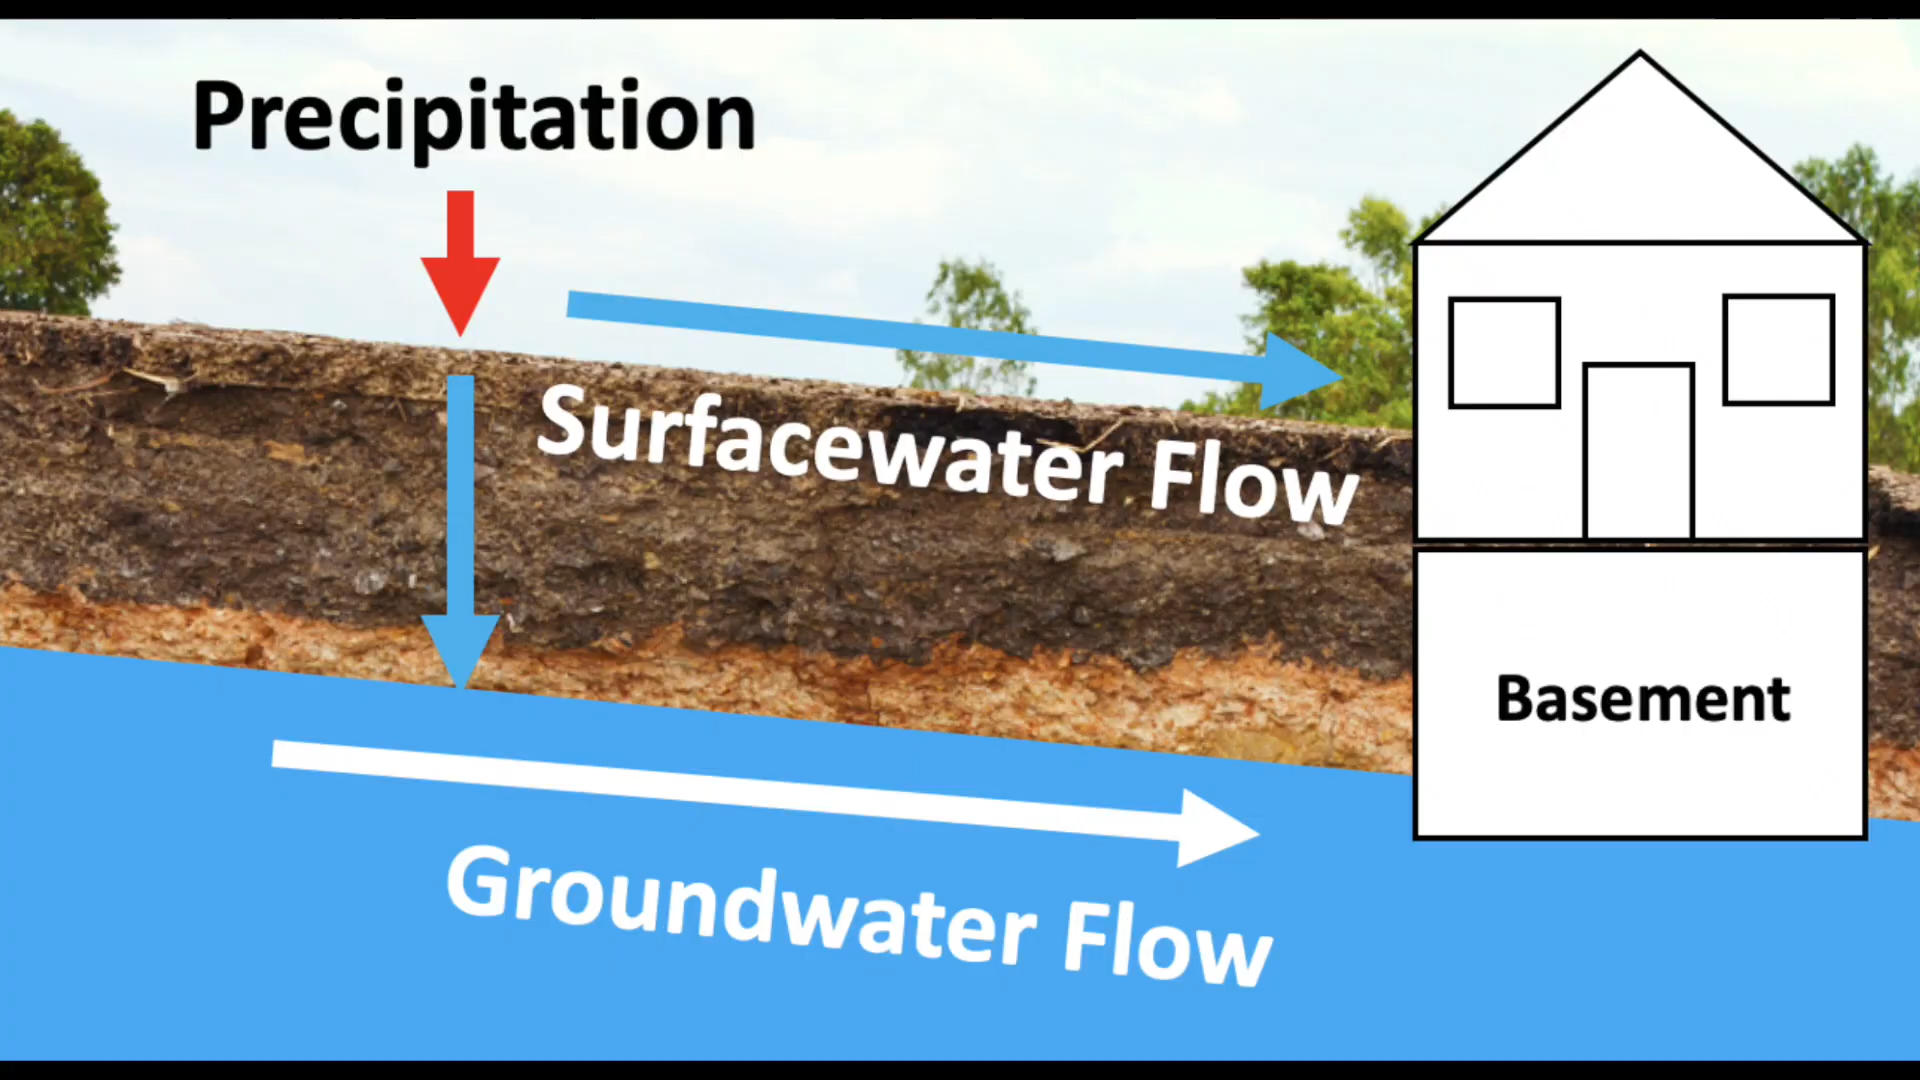 Precipitation
Surfacewater Flow
Basement
Groundwater Flow